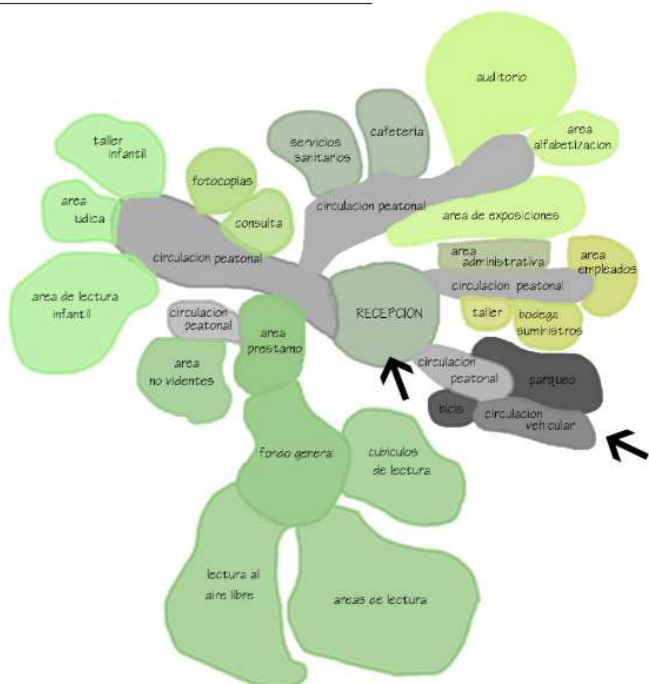 auditorio
area
alfabetizacion
cafeteria
servicios
sanitarios
circulacion peatonal
area de exposiciones
taller
infantil
fotocopias
consulta
area
ludica
circulacion peatonal
area de lectura
infantil
area
administrativa
area
empleados
circulacion peatonal
taller
bodega
suministros
RECEPCION
circulacion
peatonal
area
prestamo
circulacion
peatonal
parqueo
bicis
circulacion
vehicular
area
no videntes
fondo general
cubiculos
de lectura
lectura al
aire libre
areas de lectura